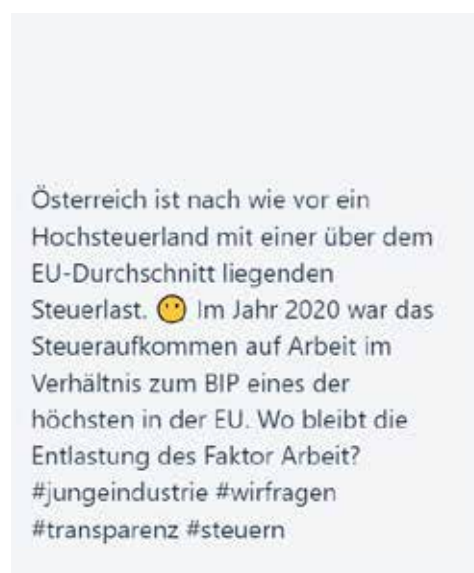 Österreich ist nach wie vor ein
Hochsteuerland mit einer über dem
EU-Durchschnitt liegenden
Steuerlast. 😶 Im Jahr 2020 war das
Steueraufkommen auf Arbeit im
Verhältnis zum BIP eines der
höchsten in der EU. Wo bleibt die
Entlastung des Faktor Arbeit?
#jungeindustrie #wirfragen
#transparenz #steuern